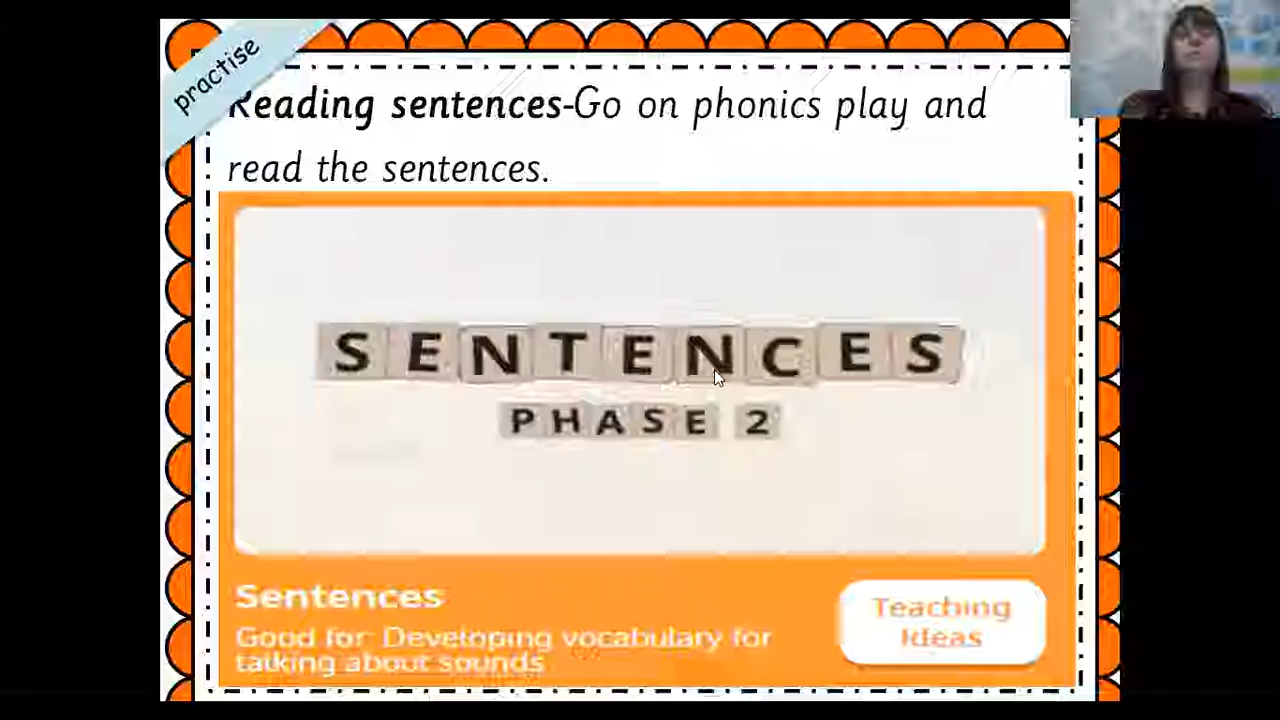 practise
Reading sentences-Go on phonics play and
read the sentences.
SENTENCES
PHASE 2
Sentences
Good for: Developing vocabulary for
talking about sounds
Teaching
Ideas